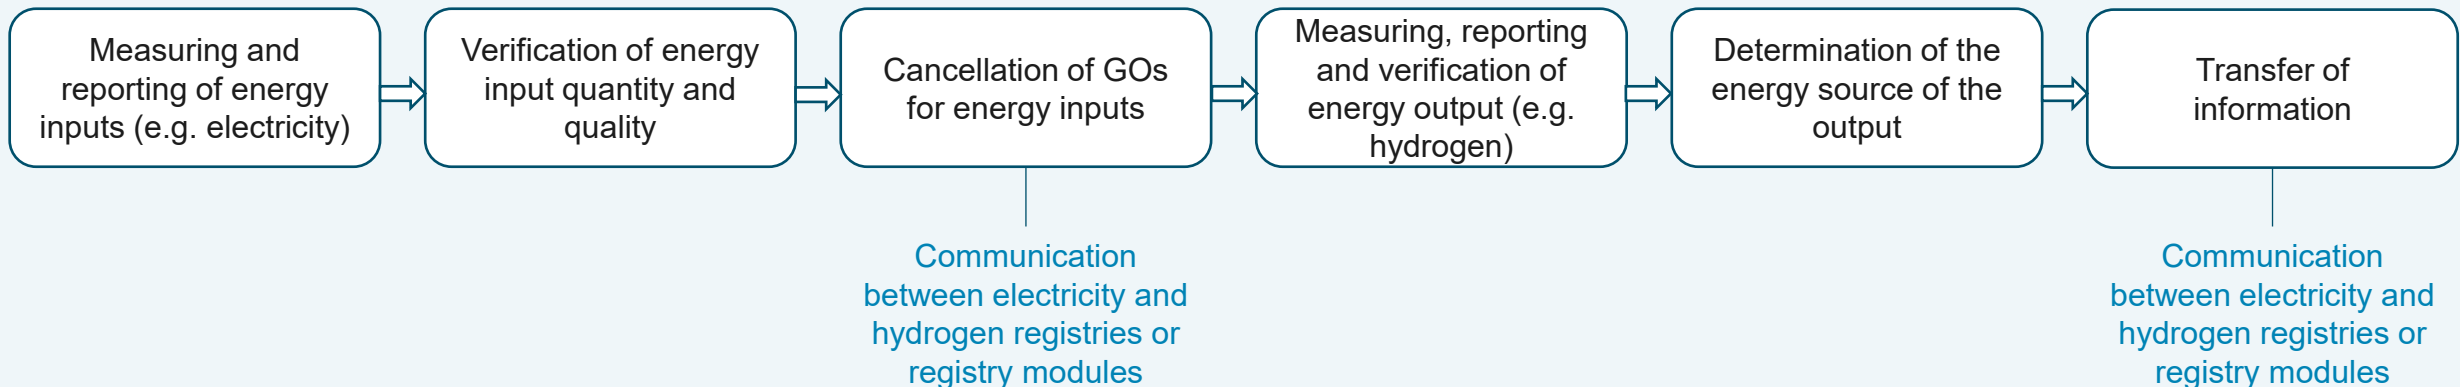 Measuring and
reporting of energy
inputs (e.g. electricity)
Verification of energy
input quantity and
quality
Cancellation of GOs
for energy inputs
Measuring, reporting
and verification of
energy output (e.g.
hydrogen)
Determination of the
energy source of the
output
Transfer of
information
Communication
between electricity and
hydrogen registries or
registry modules
Communication
between electricity and
hydrogen registries or
registry modules